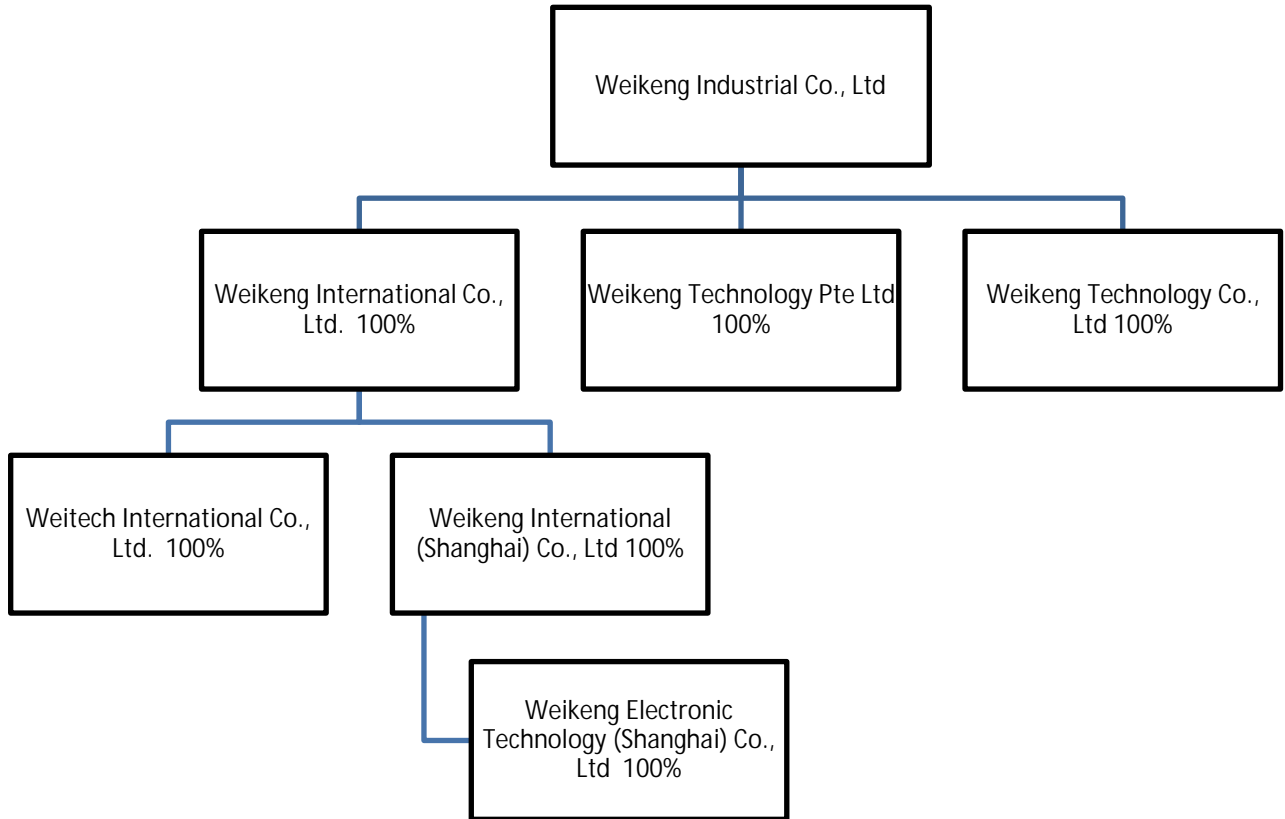 Weikeng Industrial Co., Ltd
Weikeng International Co.,
Ltd.  100%
Weikeng Technology Pte Ltd
100%
Weikeng Technology Co.,
Ltd 100%
Weitech International Co.,
Ltd.  100%
Weikeng International
(Shanghai) Co., Ltd 100%
Weikeng Electronic
Technology (Shanghai) Co.,
Ltd  100%